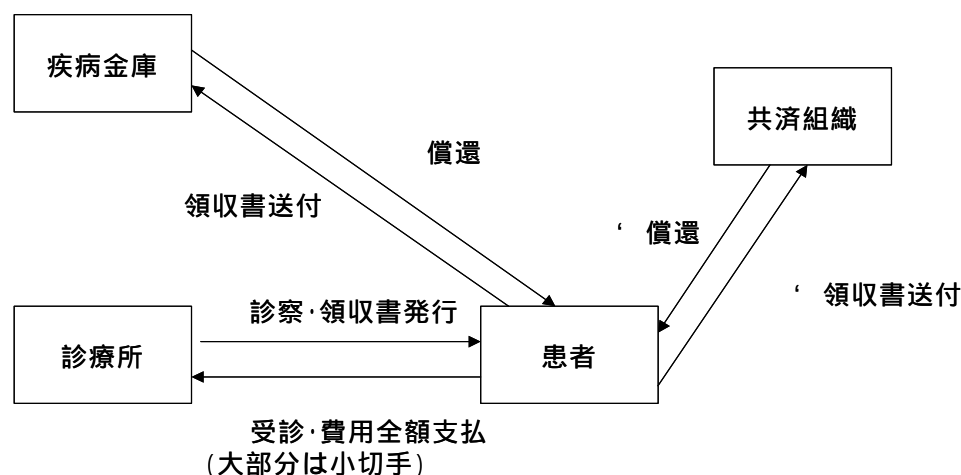 疾病金庫
共済組織
償還
領収書送付
‘ 償還
‘ 領収書送付
診察·領収書発行
診療所
患者
受診·費用全額支払
(大部分は小切手)